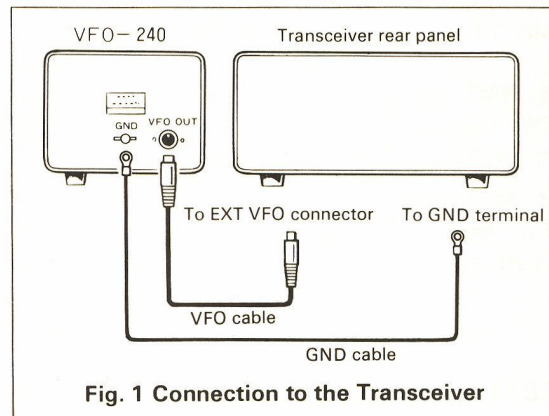 VFO-240
Transceiver rear panel
GND
VFO OUT
To EXT VFO connector
To GND terminal
VFO cable
GND cable
Fig. 1 Connection to the Transceiver